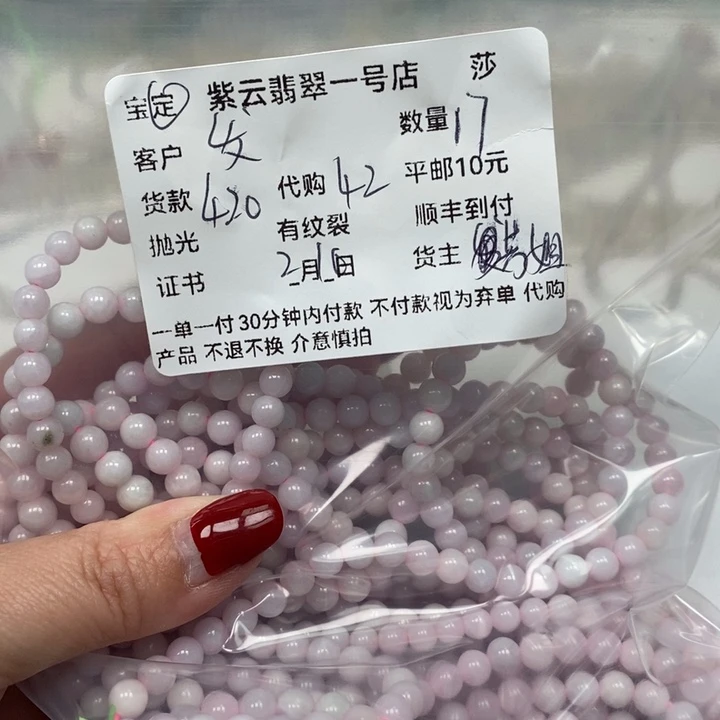 宝定 紫云翡翠一号店 莎
客户 数量 17
货款 420 代购 42 平邮10元
抛光 有纹裂 顺丰到付
证书 2月16日 货主
一单一付 30分钟内付款 不付款视为弃单 代购
产品 不退不换 介意慎拍